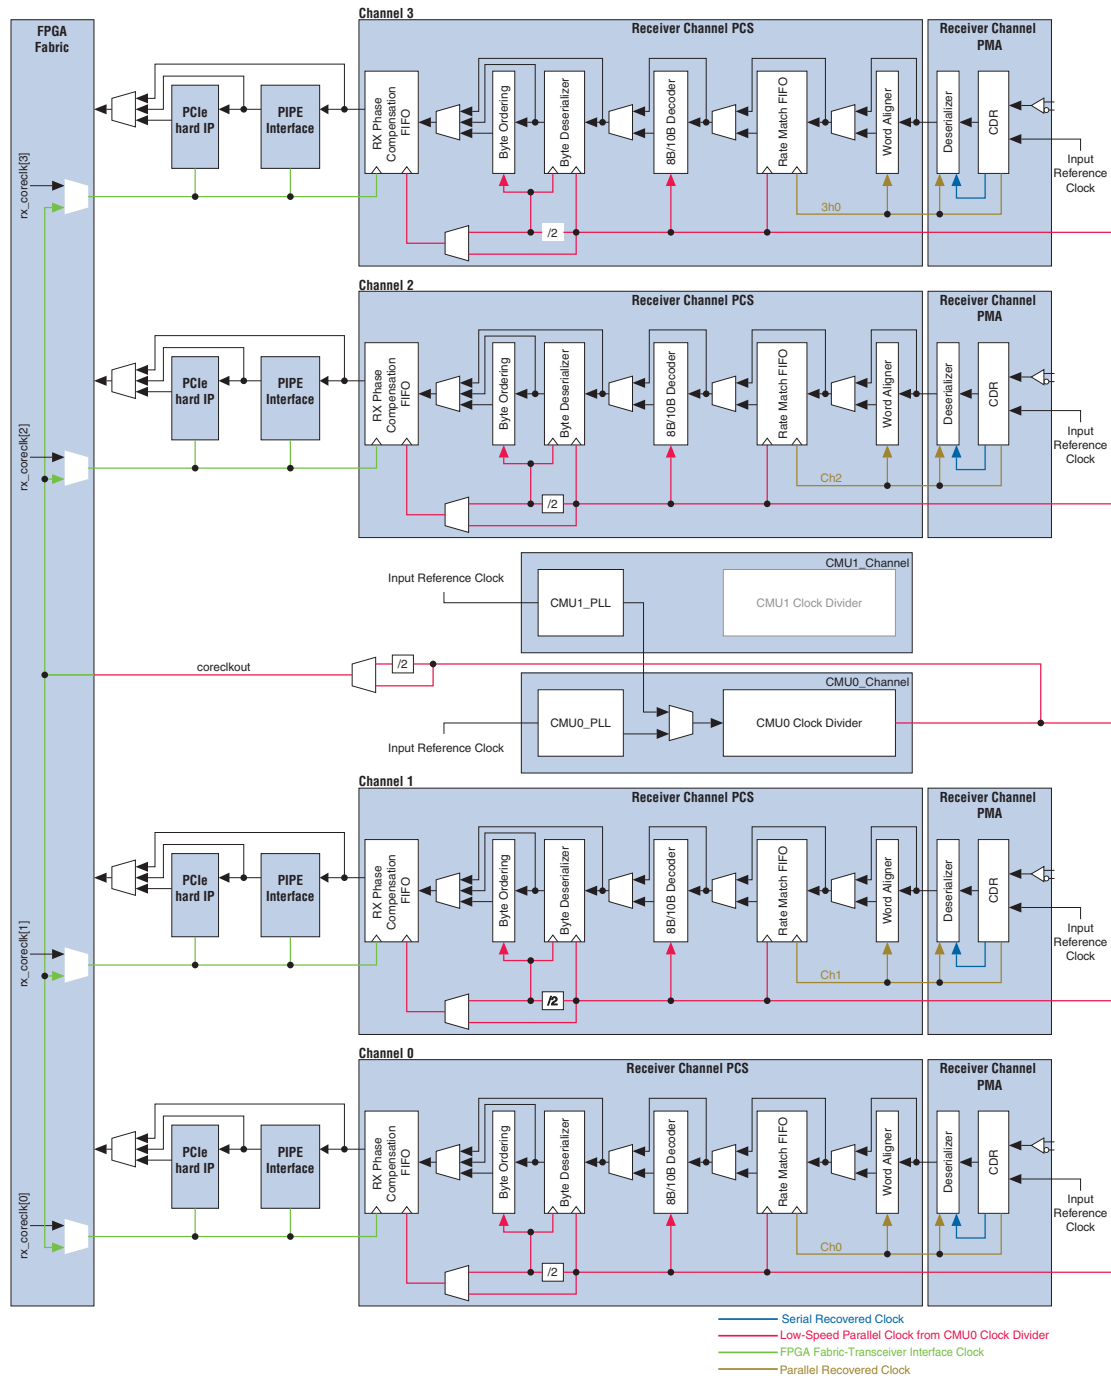 Channel 3
FPGA
Fabric
Receiver Channel PCS
Receiver Channel
PMA
PCIe
hard IP
PIPE
Interface
RX Phase
Compensation
FIFO
Byte Ordering
Byte Deserializer
8B/10B Decoder
Rate Match FIFO
Word Aligner
Deserializer
CDR
Input
Reference
Clock
rx_coreclk[3]
3h0
/2
Channel 2
Receiver Channel PCS
Receiver Channel
PMA
PCIe
hard IP
PIPE
Interface
RX Phase
Compensation
FIFO
Byte Ordering
Byte Deserializer
8B/10B Decoder
Rate Match FIFO
Word Aligner
Deserializer
CDR
Input
Reference
Clock
rx_coreclk[2]
Ch2
/2
CMU1_Channel
Input Reference Clock
CMU1_PLL
CMU1 Clock Divider
coreclkout
/2
CMU0_Channel
CMU0_PLL
CMU0 Clock Divider
Input Reference Clock
Channel 1
Receiver Channel PCS
Receiver Channel
PMA
PCIe
hard IP
PIPE
Interface
RX Phase
Compensation
FIFO
Byte Ordering
Byte Deserializer
8B/10B Decoder
Rate Match FIFO
Word Aligner
Deserializer
CDR
Input
Reference
Clock
rx_coreclk[1]
Ch1
/2
Channel 0
Receiver Channel PCS
Receiver Channel
PMA
PCIe
hard IP
PIPE
Interface
RX Phase
Compensation
FIFO
Byte Ordering
Byte Deserializer
8B/10B Decoder
Rate Match FIFO
Word Aligner
Deserializer
CDR
Input
Reference
Clock
rx_coreclk[0]
Ch0
/2
Serial Recovered Clock
Low-Speed Parallel Clock from CMU0 Clock Divider
FPGA Fabric-Transceiver Interface Clock
Parallel Recovered Clock